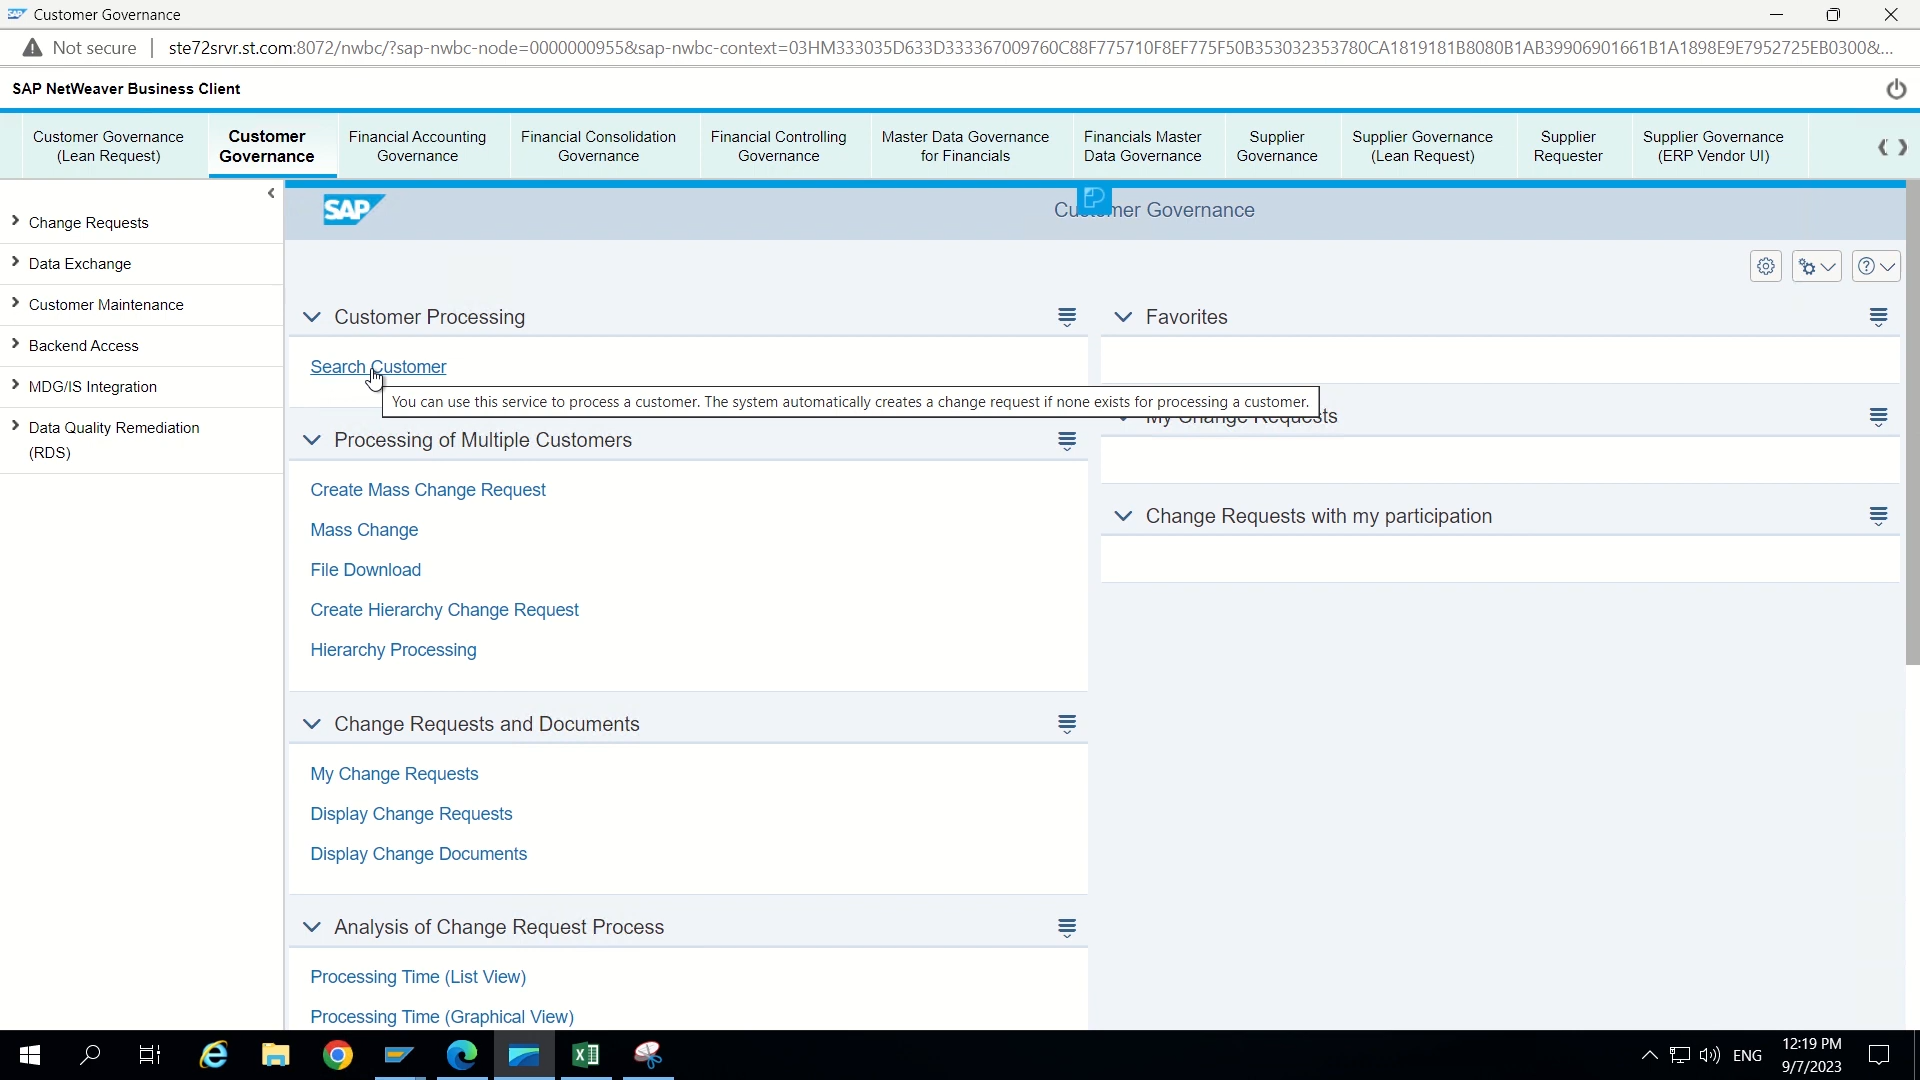 Customer Governance
Not secure | ste72srvr.st.com:8072/nwbc/?sap-nwbc-node=0000000955&sap-nwbc-context=03HM333035D633D333367009760C88F775710F8EF775F50B353032353780CA1819181B8080B1AB39906901661B1A1898E9E7952725EB0300&...
SAP NetWeaver Business Client
Customer Governance
(Lean Request)
Customer
Governance
Financial Accounting
Governance
Financial Consolidation
Governance
Financial Controlling
Governance
Master Data Governance
for Financials
Financials Master
Data Governance
Supplier
Governance
Supplier Governance
(Lean Request)
Supplier
Requester
Supplier Governance
(ERP Vendor UI)
Change Requests
Data Exchange
Customer Maintenance
Backend Access
MDG/IS Integration
Data Quality Remediation
(RDS)
SAP
Customer Governance
Customer Processing
Search Customer
You can use this service to process a customer. The system automatically creates a change request if none exists for processing a customer.
Processing of Multiple Customers
Create Mass Change Request
Mass Change
File Download
Create Hierarchy Change Request
Hierarchy Processing
Change Requests and Documents
My Change Requests
Display Change Requests
Display Change Documents
Analysis of Change Request Process
Processing Time (List View)
Processing Time (Graphical View)
Favorites
My Change Requests
Change Requests with my participation
ENG
12:19 PM
9/7/2023